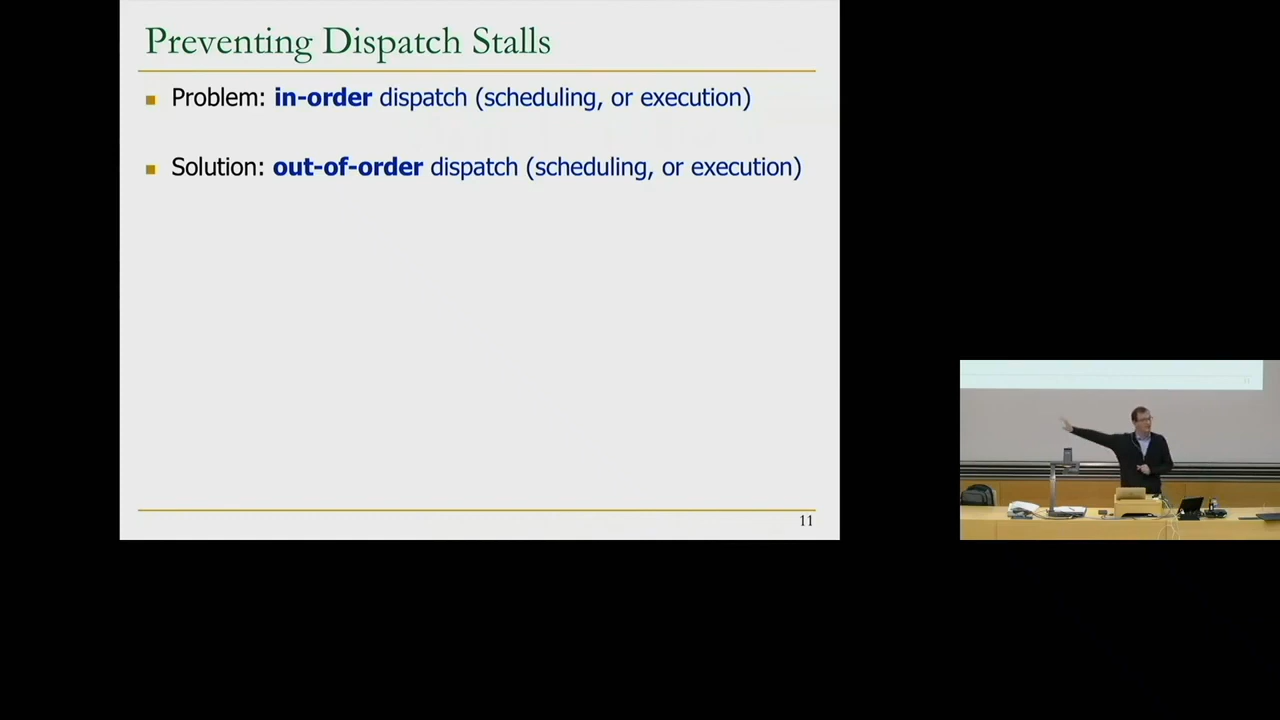 Preventing Dispatch Stalls
Problem: in-order dispatch (scheduling, or execution)
Solution: out-of-order dispatch (scheduling, or execution)
11